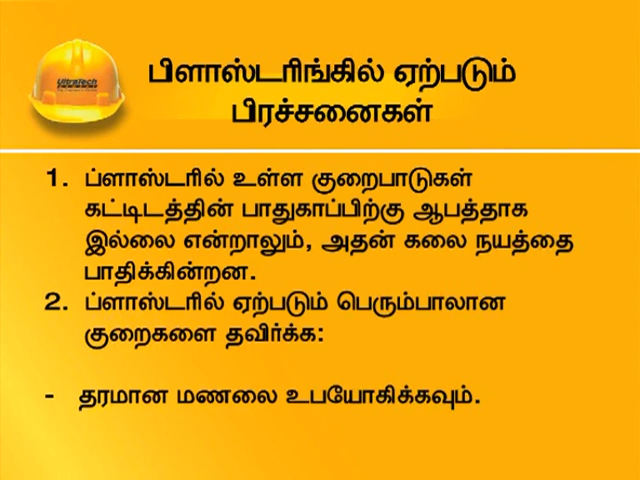 UltraTech
பிளாஸ்டரிங்கில் ஏற்படும்
பிரச்சனைகள்
1. ப்ளாஸ்டரில் உள்ள குறைபாடுகள்
கட்டிடத்தின் பாதுகாப்பிற்கு ஆபத்தாக
இல்லை என்றாலும், அதன் கலை நயத்தை
பாதிக்கின்றன.
2. ப்ளாஸ்டரில் ஏற்படும் பெரும்பாலான
குறைகளை தவிர்க்க:
- தரமான மணலை உபயோகிக்கவும்.